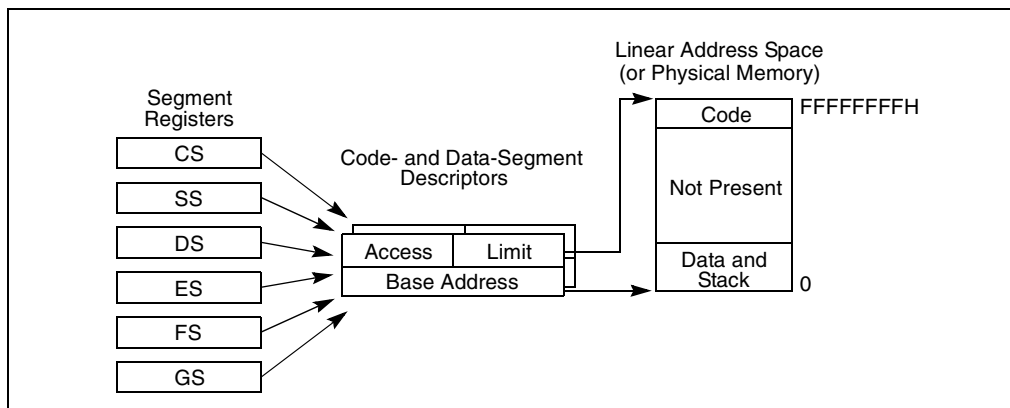 Linear Address Space
(or Physical Memory)
Segment
Registers
Code
FFFFFFFFH
CS
Code- and Data-Segment
Descriptors
Not Present
SS
DS
Access
Limit
Data and
Stack
0
ES
Base Address
FS
GS